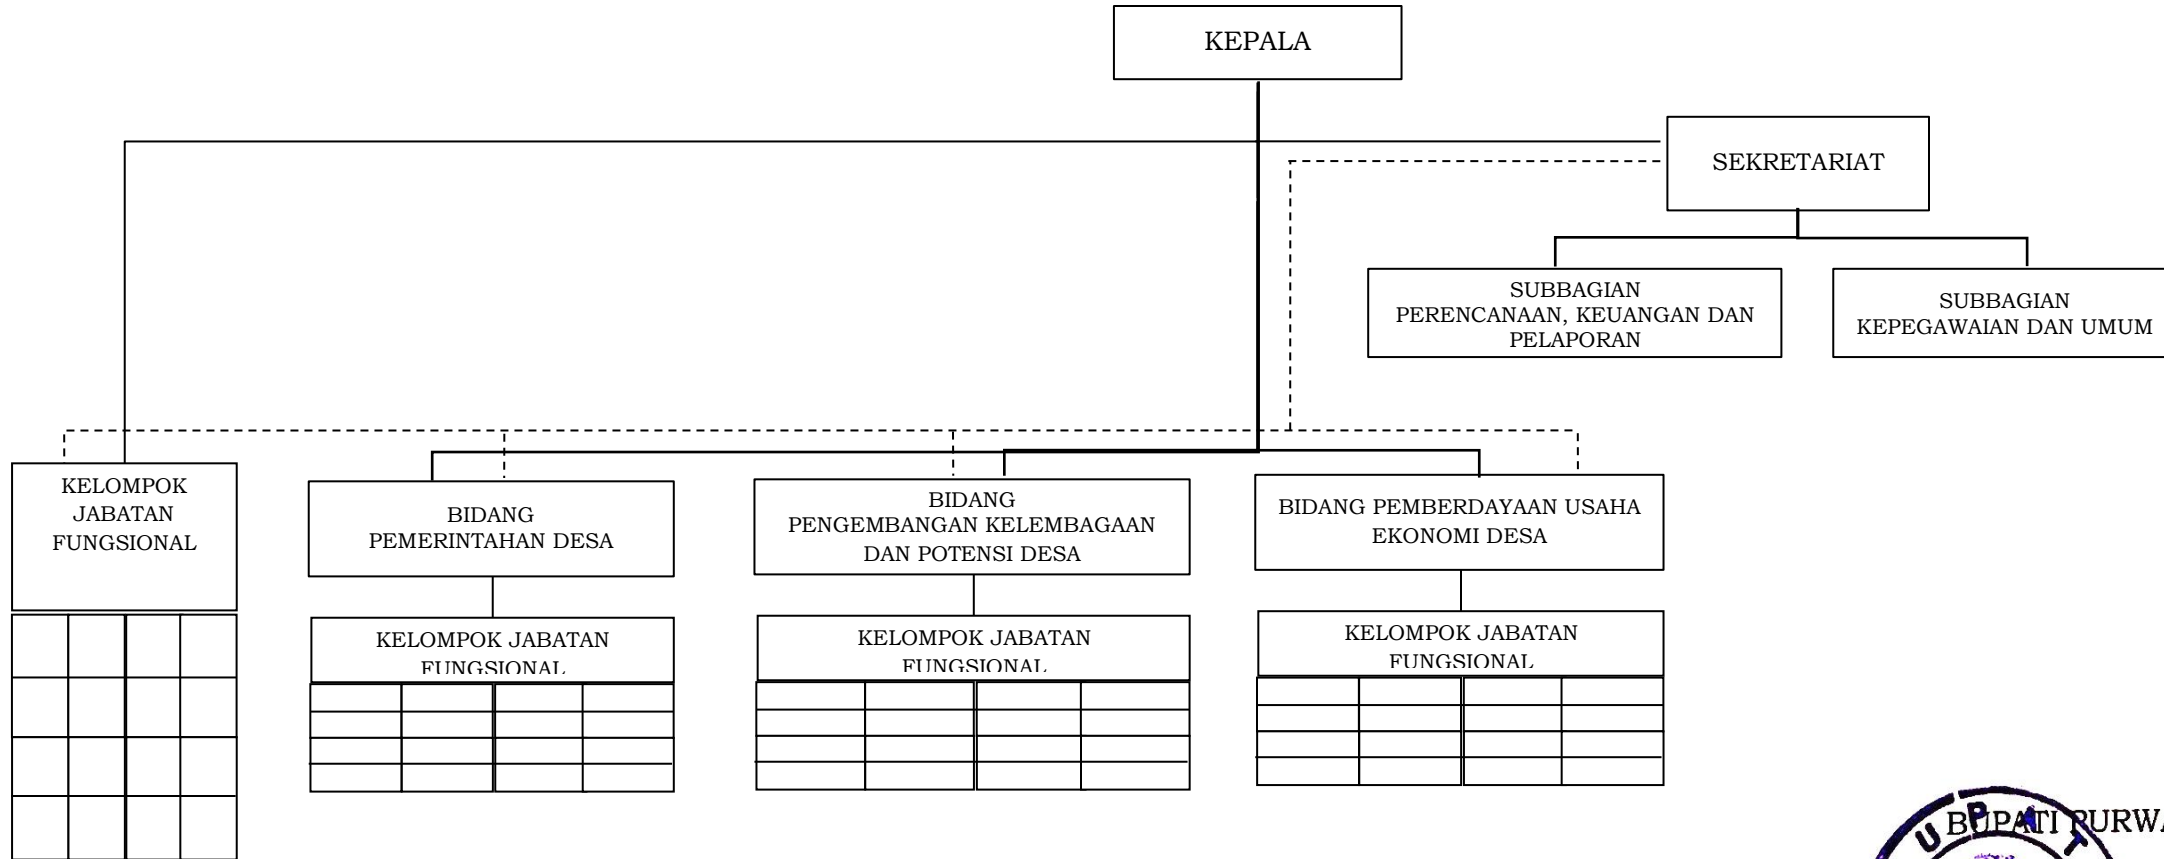 KEPALA
SEKRETARIAT
SUBBAGIAN
PERENCANAAN, KEUANGAN DAN
PELAPORAN
SUBBAGIAN
KEPEGAWAIAN DAN UMUM
KELOMPOK
JABATAN
FUNGSIONAL
BIDANG
PEMERINTAHAN DESA
BIDANG
PENGEMBANGAN KELEMBAGAAN
DAN POTENSI DESA
BIDANG PEMBERDAYAAN USAHA
EKONOMI DESA
KELOMPOK JABATAN
FUNGSIONAL
KELOMPOK JABATAN
FUNGSIONAL
KELOMPOK JABATAN
FUNGSIONAL
BUPATI PURWA